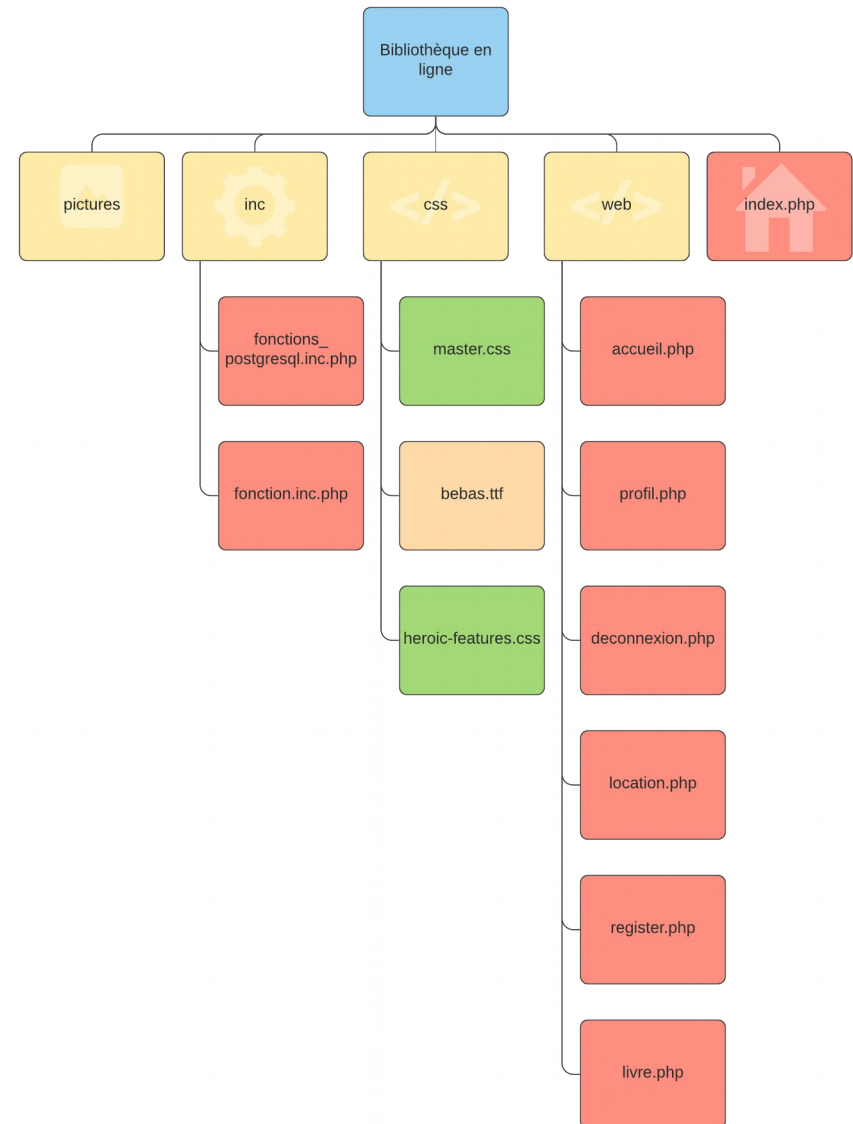 Bibliothèque en
ligne
pictures
inc
css
web
index.php
fonctions_
postgresql.inc.php
master.css
accueil.php
fonction.inc.php
bebas.ttf
profil.php
heroic-features.css
deconnexion.php
location.php
register.php
livre.php